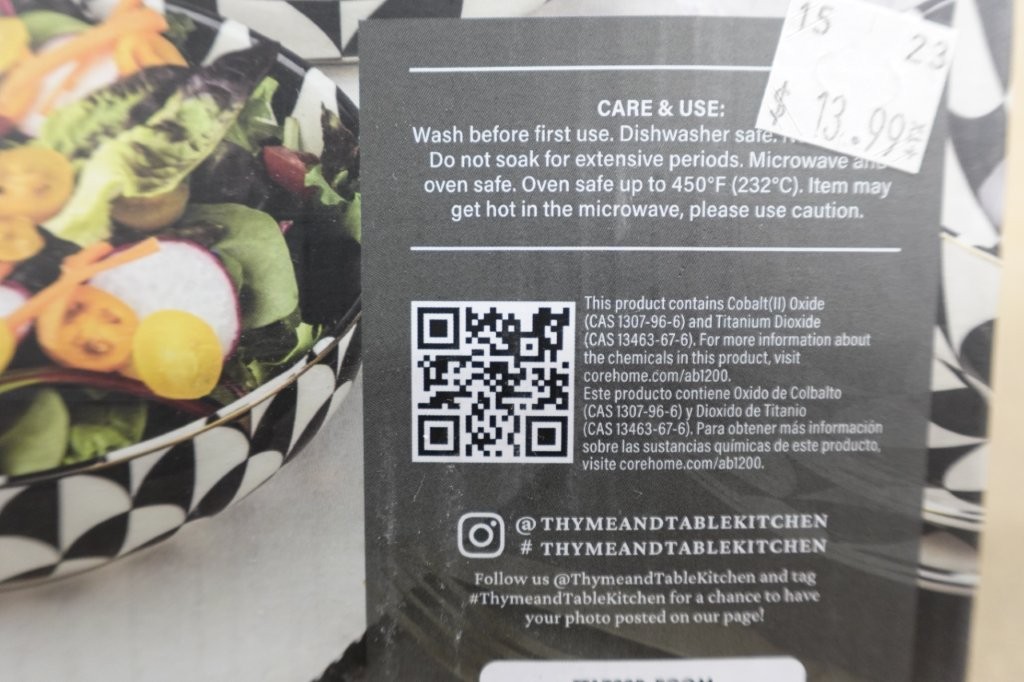 15 23
$ 13.99
CARE & USE:
Wash before first use. Dishwasher safe.
Do not soak for extensive periods. Microwave and
oven safe. Oven safe up to 450°F (232°C). Item may
get hot in the microwave, please use caution.
This product contains Cobalt(II) Oxide
(CAS 1307-96-6) and Titanium Dioxide
(CAS 13463-67-6). For more information about
the chemicals in this product, visit
corehome.com/ab1200.
Este producto contiene Oxido de Colbalto
(CAS 1307-96-6) y Dioxido de Titanio
(CAS 13463-67-6). Para obtener más información
sobre las sustancias químicas de este producto,
visite corehome.com/ab1200.
@THYMEANDTABLEKITCHEN
# THYMEANDTABLEKITCHEN
Follow us @ThymeandTableKitchen and tag
#ThymeandTableKitchen for a chance to have
your photo posted on our page!